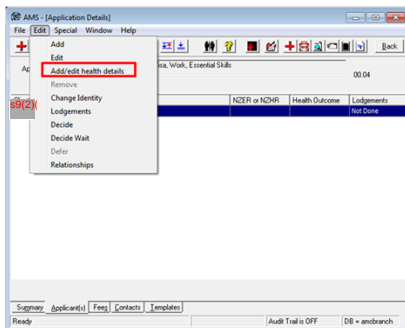 AMS - [Application Details]
File Edit Special Window Help
Back
Add
Edit
Add/edit health details
Remove
Change Identity
Lodgements
Decide
Decide Wait
Defer
Relationships
isa, Work, Essential Skills
00.04
s9(2)(
NZER or NZHR Health Outcome Lodgements
Not Done
Summary Applicant(s) Fees Contacts Templates
Ready Audit Trail is OFF DB = amsbranch